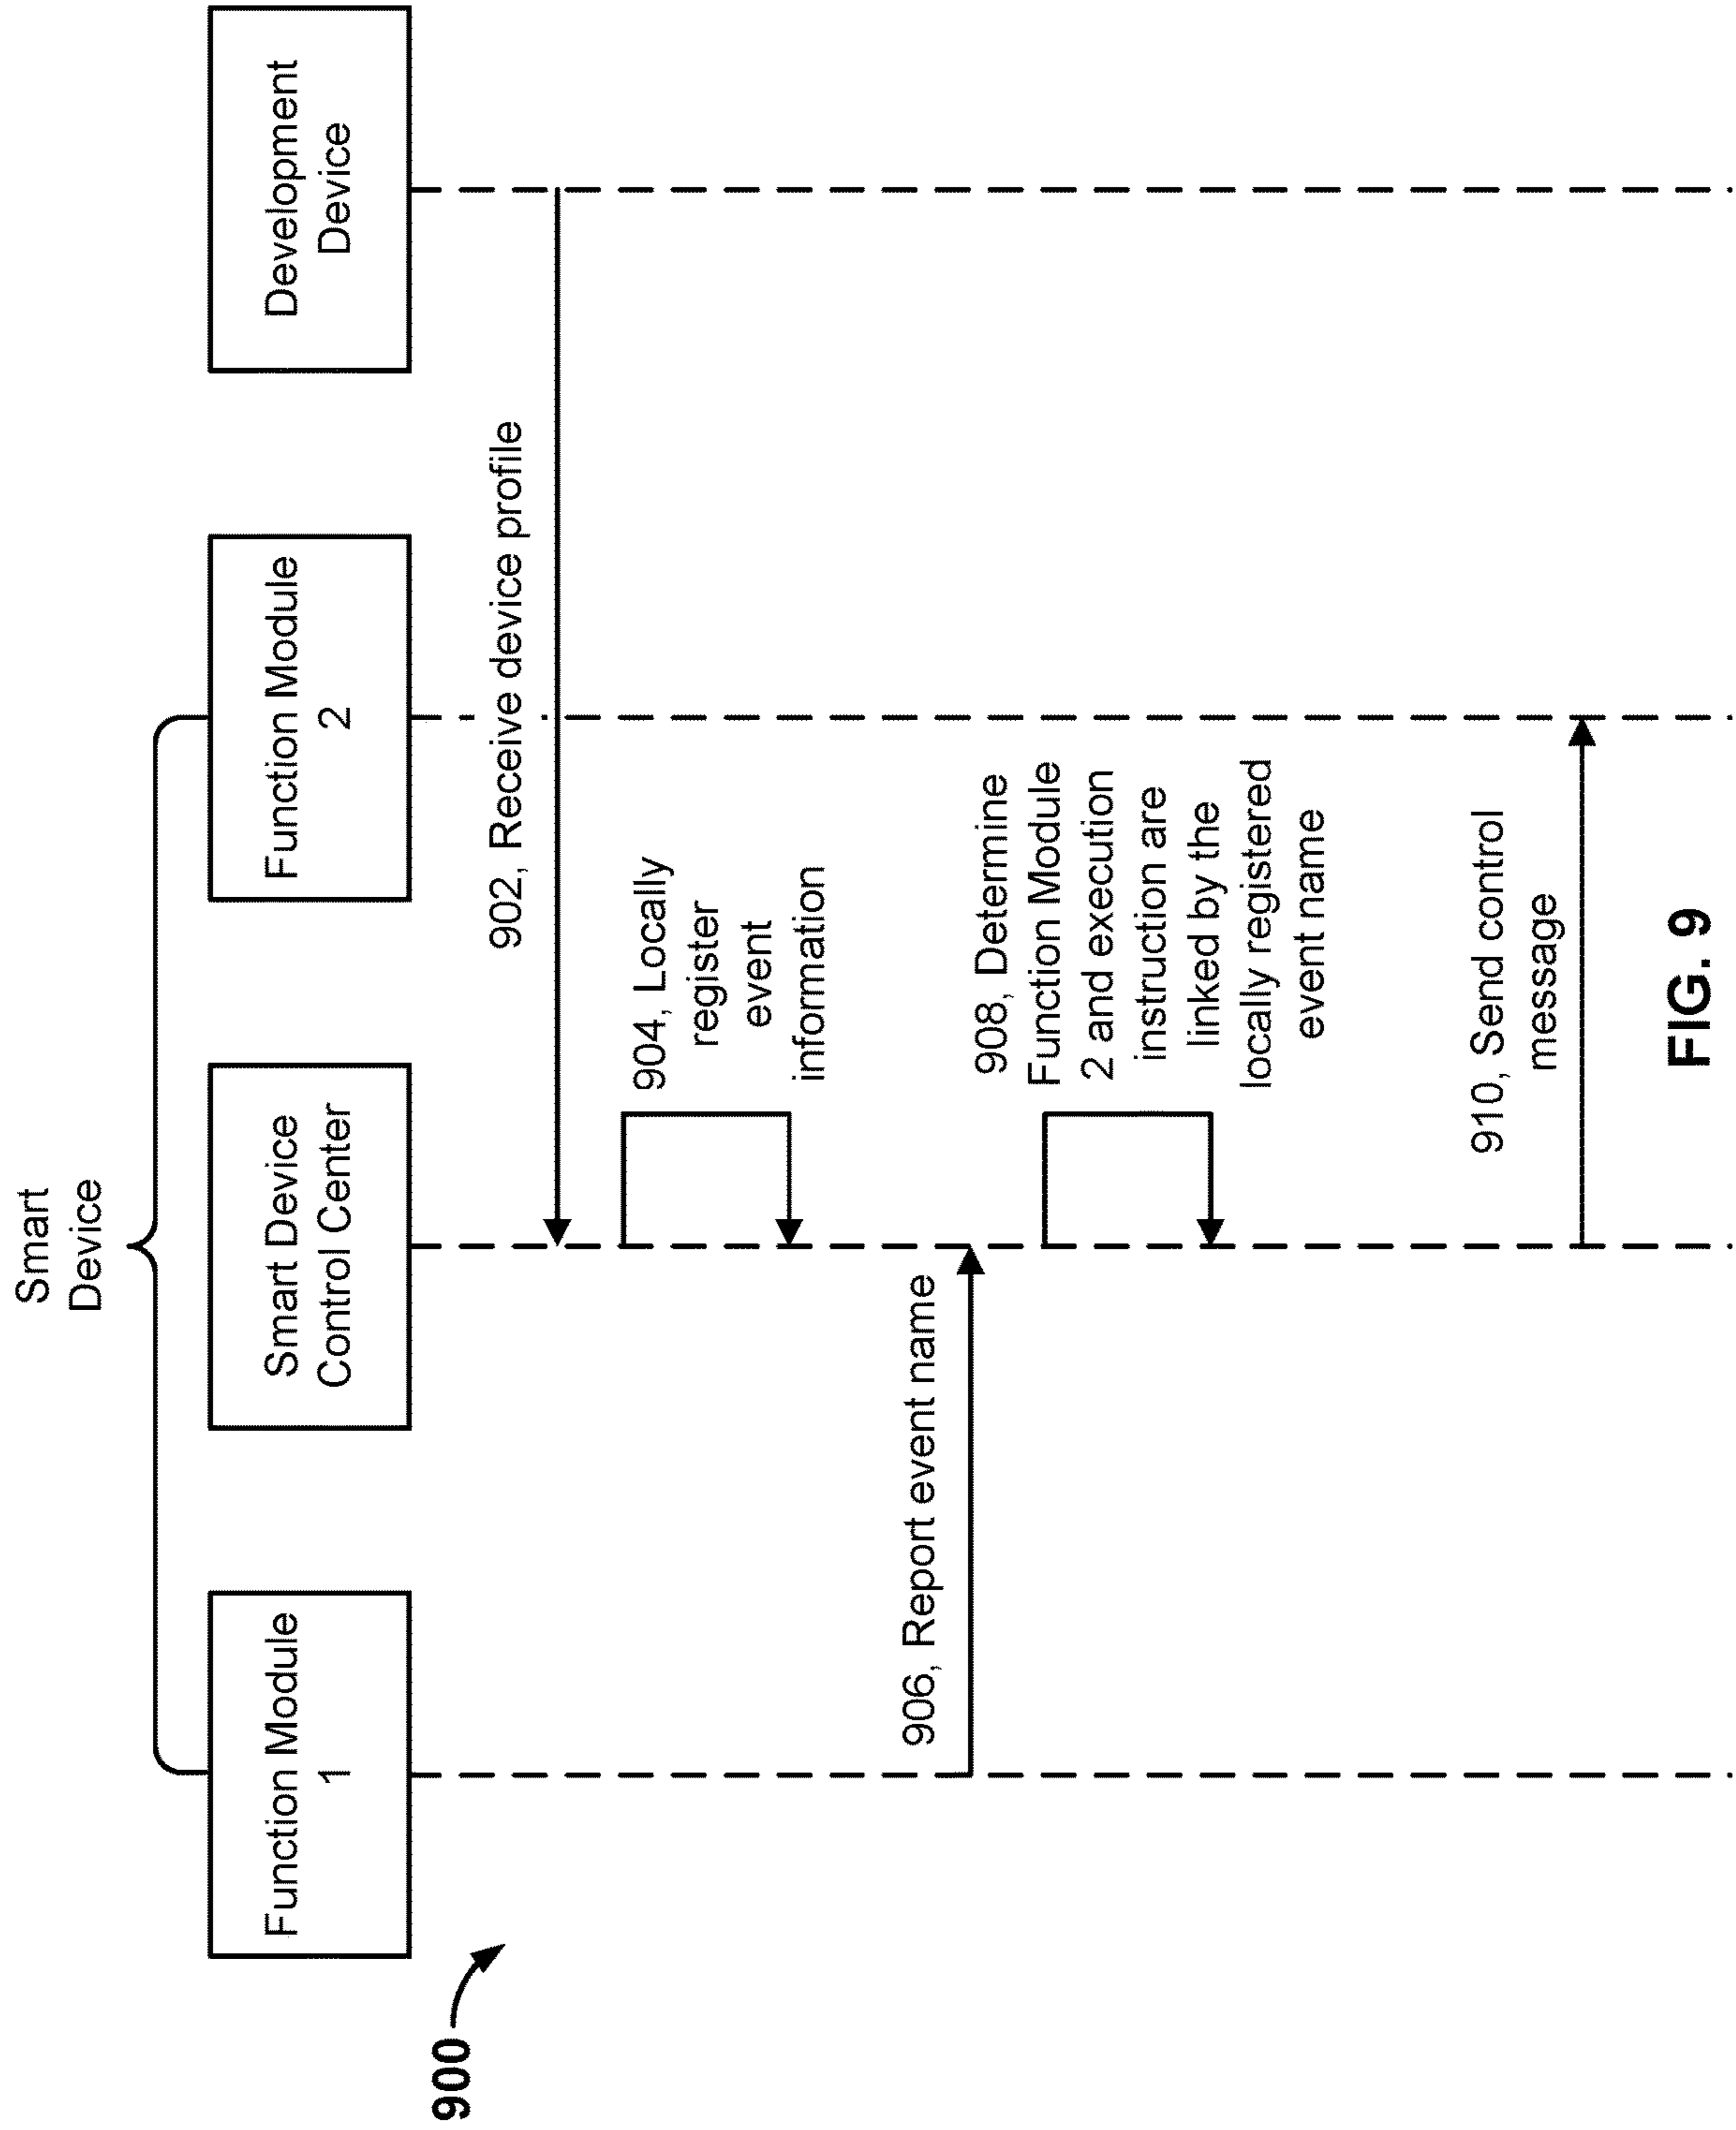 Smart
Device
Function Module
1
Smart Device
Control Center
Function Module
2
Development
Device
900
902, Receive device profile
904, Locally
register
event
information
906, Report event name
908, Determine
Function Module
2 and execution
instruction are
linked by the
locally registered
event name
910, Send control
message
FIG. 9